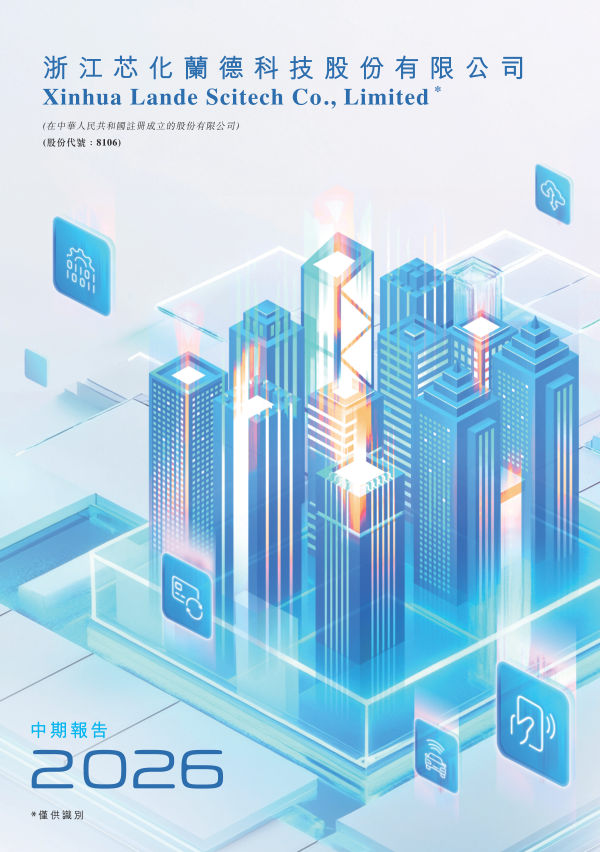 浙江芯化蘭德科技股份有限公司
Xinhua Lande Scitech Co., Limited*
(在中華人民共和國註冊成立的股份有限公司)
(股份代號：8106)
中期報告
2026
*僅供識別